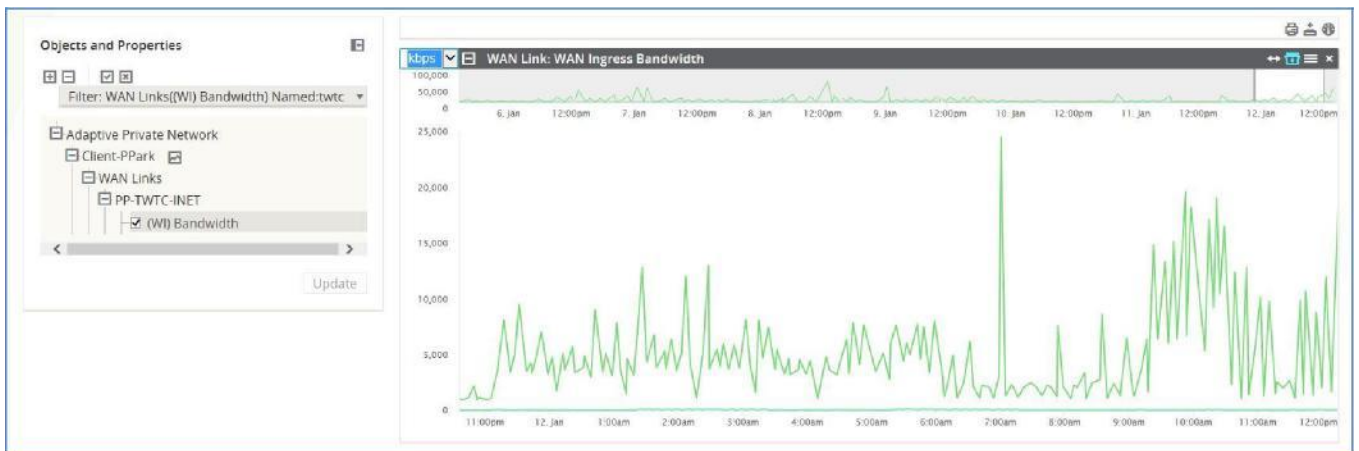 Objects and Properties
Filter: WAN Links((WI) Bandwidth) Named:twtc
Adaptive Private Network
Client-PPark
WAN Links
PP-TWTC-INET
(WI) Bandwidth
Update
kbps WAN Link: WAN Ingress Bandwidth
100,000
50,000
0
6. Jan 12:00pm 7. Jan 12:00pm 8. Jan 12:00pm 9. Jan 12:00pm 10. Jan 12:00pm 11. Jan 12:00pm 12. Jan 12:00pm
25,000
20,000
15,000
10,000
5,000
0
11:00pm 12. Jan 1:00am 2:00am 3:00am 4:00am 5:00am 6:00am 7:00am 8:00am 9:00am 10:00am 11:00am 12:00pm